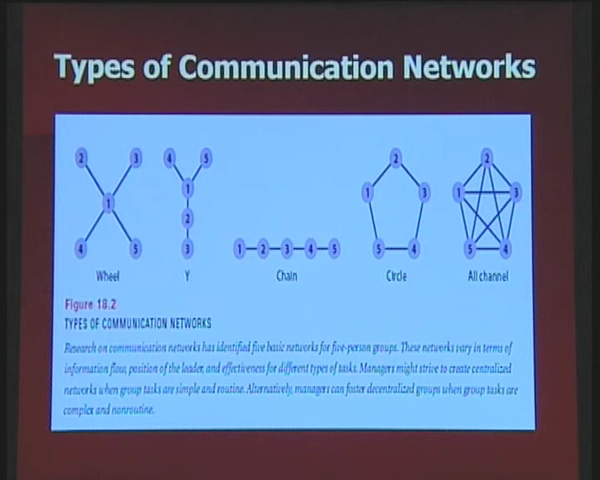 Types of Communication Networks
2 3 4 5 2 2
1 1 1 3 1 3
2
4 5 3 1 2 3 4 5 5 4 5 4
Wheel Y Chain Circle All channel
Figure 18.2
TYPES OF COMMUNICATION NETWORKS
Research on communication networks has identified five basic networks for five-person groups. These networks vary in terms of
information flow, position of the leader, and effectiveness for different types of tasks. Managers might strive to create centralized
networks when group tasks are simple and routine. Alternatively, managers can foster decentralized groups when group tasks are
complex and nonroutine.